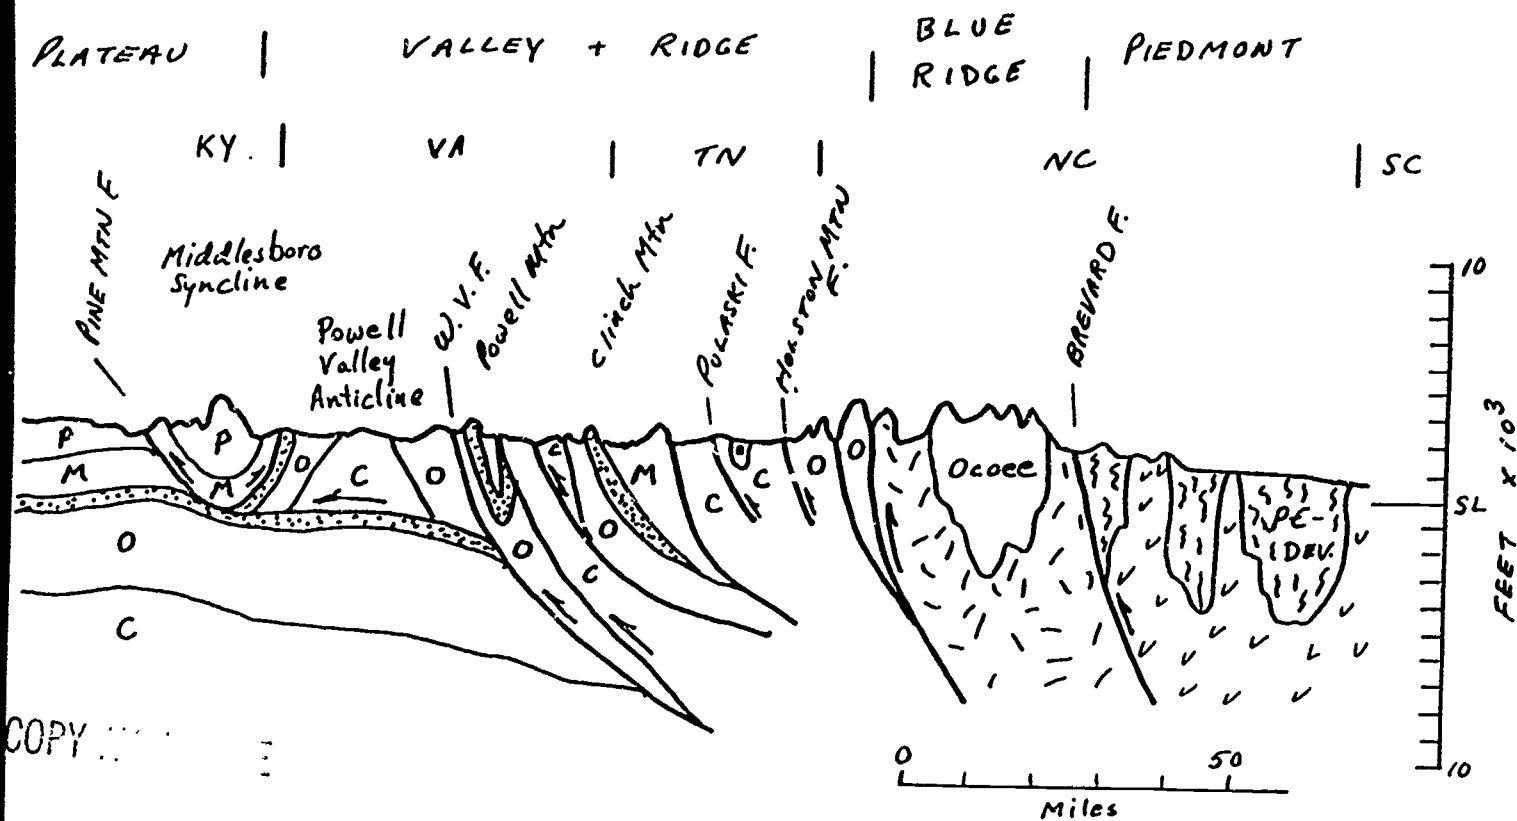 PLATEAU | VALLEY + RIDGE | BLUE RIDGE | PIEDMONT
KY. | VA | TN | NC | SC
PINE MTN F
Middlesboro
Syncline
Powell
Valley
Anticline
W. V. F.
Powell Mtn
Clinch Mtn
PULASKI F.
HOLSTON MTN
F.
BREVARD F.
P
M
O
C
P
M
O
C
O
O
C
C
O
M
C
C
O
O
Ocoee
PЄ-
DEV.
10
SL
10
FEET x 10³
COPY
0 50
Miles